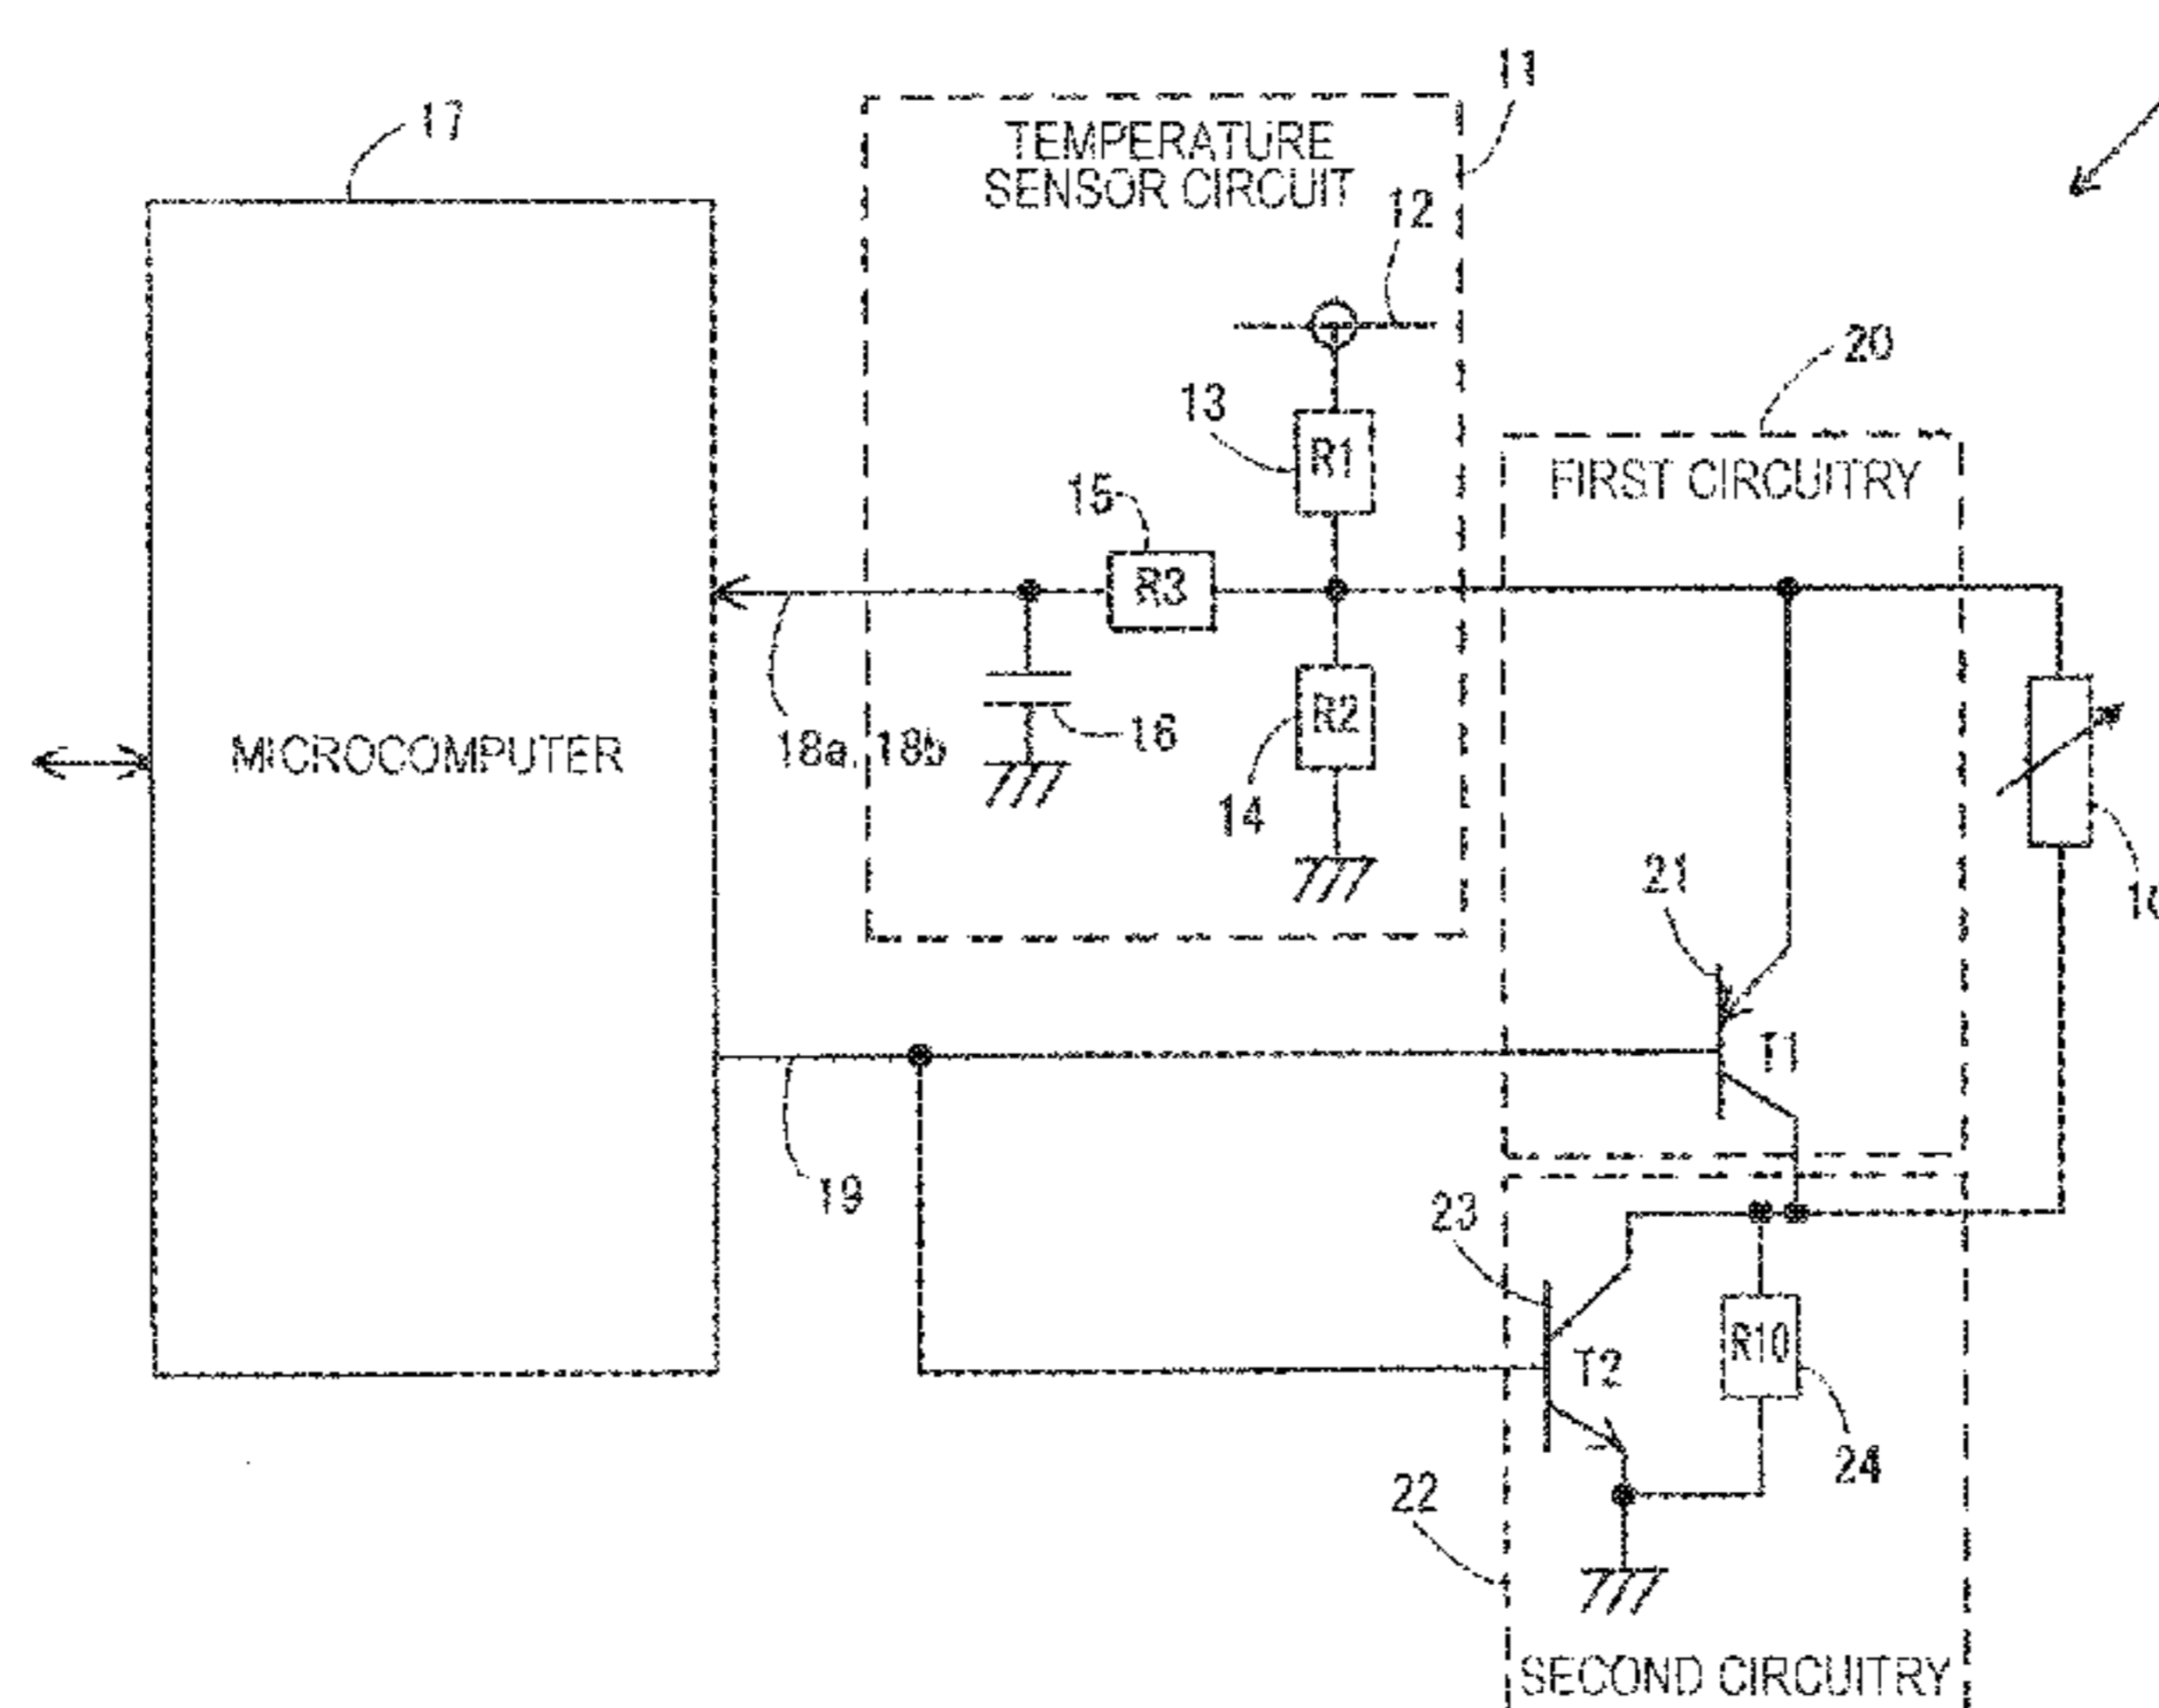 11
17
TEMPERATURE
SENSOR CIRCUIT
12
20
13
R1
FIRST CIRCUITRY
15
R3
R2
MICROCOMPUTER
18a, 18b
16
14
21
T1
19
23
R10
T2
24
22
SECOND CIRCUITRY